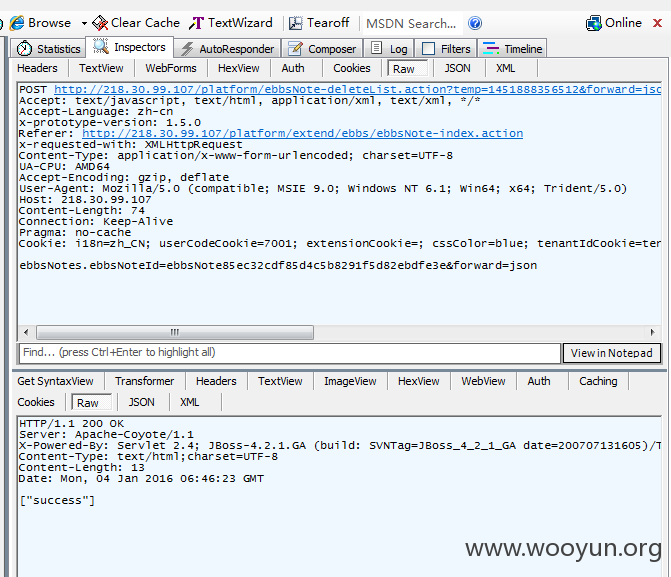 Browse Clear Cache TextWizard Tearoff MSDN Search... Online x
Statistics Inspectors AutoResponder Composer Log Filters Timeline
Headers TextView WebForms HexView Auth Cookies Raw JSON XML
POST http://218.30.99.107/platform/ebbsNote-deleteList.action?temp=1451888356512&forward=jso
Accept: text/javascript, text/html, application/xml, text/xml, */*
Accept-Language: zh-cn
x-prototype-version: 1.5.0
Referer: http://218.30.99.107/platform/extend/ebbs/ebbsNote-index.action
x-requested-with: XMLHttpRequest
Content-Type: application/x-www-form-urlencoded; charset=UTF-8
UA-CPU: AMD64
Accept-Encoding: gzip, deflate
User-Agent: Mozilla/5.0 (compatible; MSIE 9.0; Windows NT 6.1; Win64; x64; Trident/5.0)
Host: 218.30.99.107
Content-Length: 74
Connection: Keep-Alive
Pragma: no-cache
Cookie: i18n=zh_CN; userCodeCookie=7001; extensionCookie=; cssColor=blue; tenantIdCookie=ter
ebbsNotes.ebbsNoteId=ebbsNote85ec32cdf85d4c5b8291f5d82ebdfe3e&forward=json
Find... (press Ctrl+Enter to highlight all) View in Notepad
Get SyntaxView Transformer Headers TextView ImageView HexView WebView Auth Caching
Cookies Raw JSON XML
HTTP/1.1 200 OK
Server: Apache-Coyote/1.1
X-Powered-By: Servlet 2.4; JBoss-4.2.1.GA (build: SVNTag=JBoss_4_2_1_GA date=200707131605)/T
Content-Type: text/html;charset=UTF-8
Content-Length: 13
Date: Mon, 04 Jan 2016 06:46:23 GMT
["success"]
www.wooyun.org